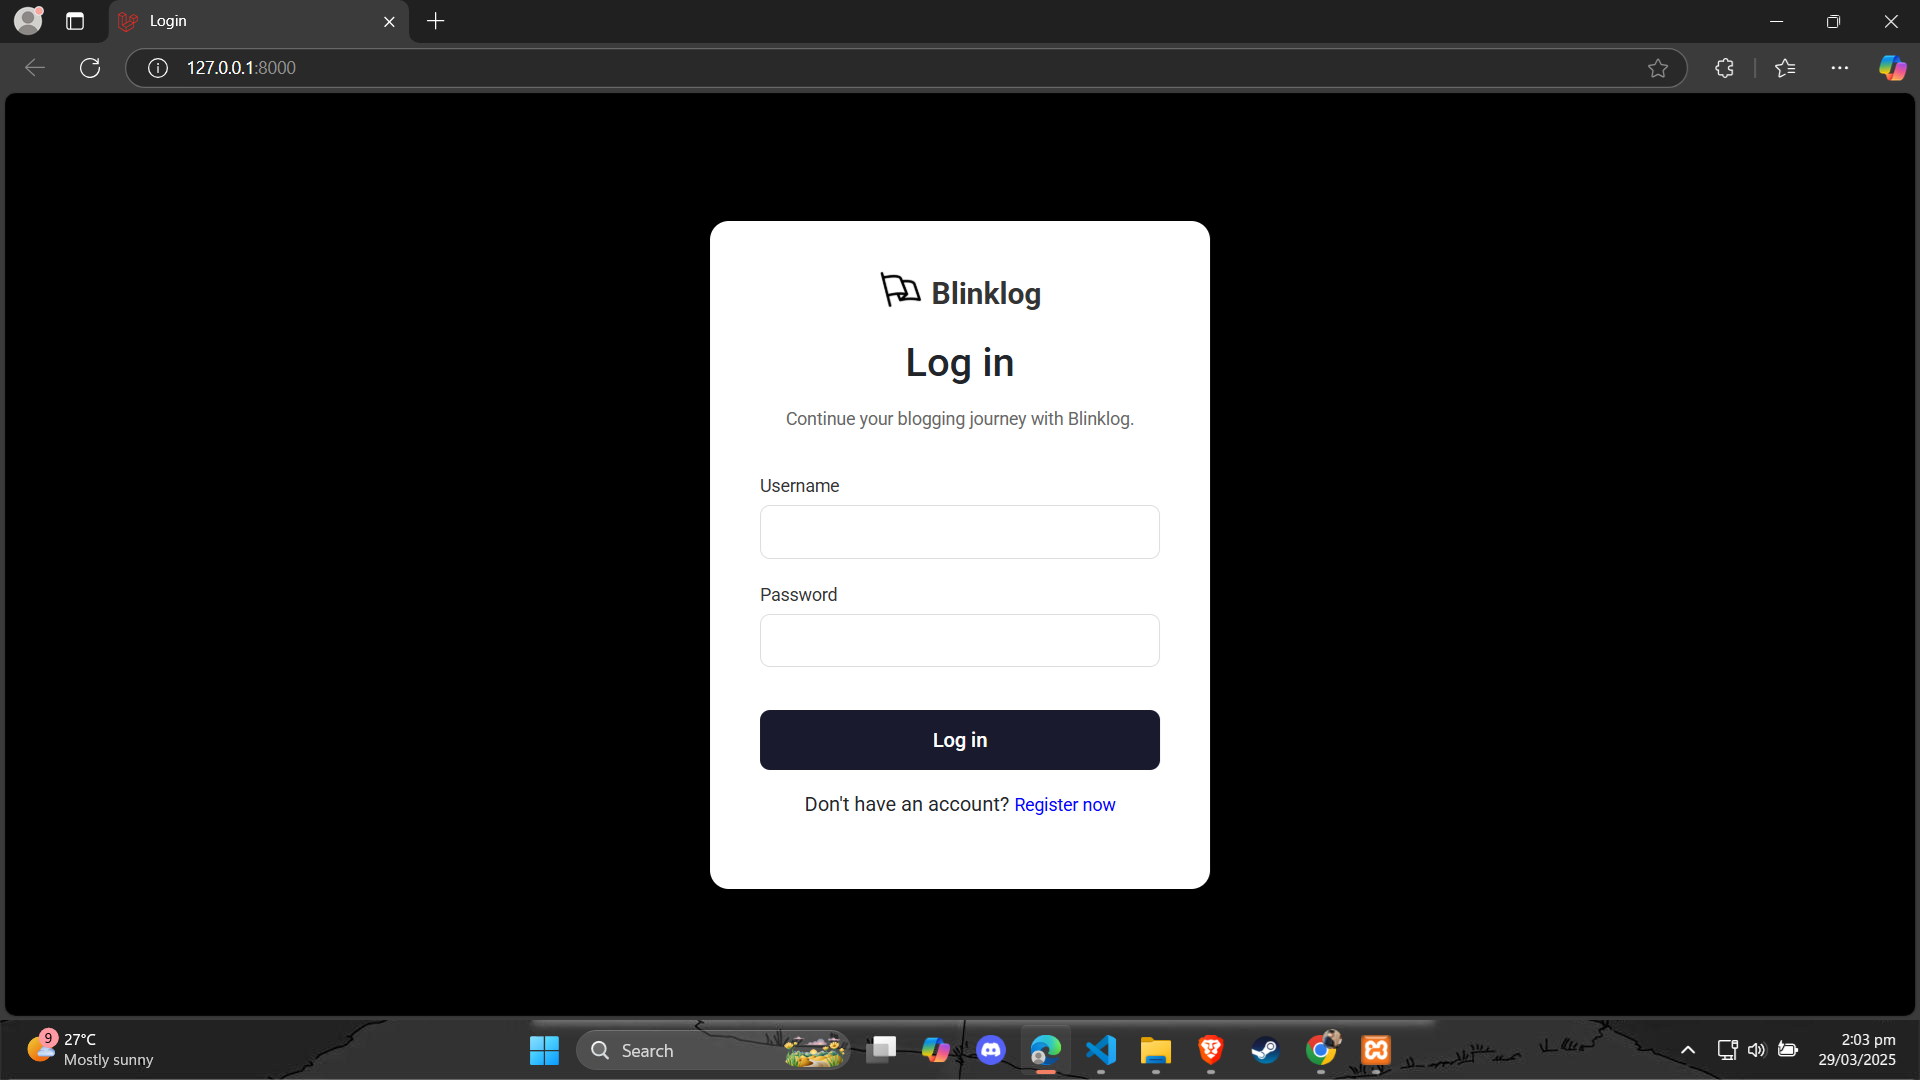 Login
127.0.0.1:8000
Blinklog
Log in
Continue your blogging journey with Blinklog.
Username
Password
Log in
Don't have an account? Register now
9
27°C
Mostly sunny
Search
2:03 pm
29/03/2025